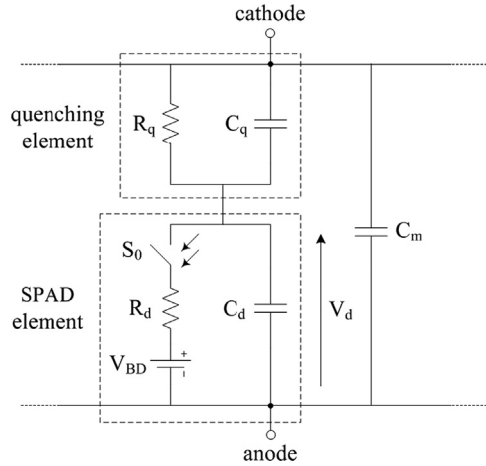 cathode
quenching
element
Rq
Cq
Cm
S0
SPAD
element
Rd
Cd
Vd
VBD
+
anode